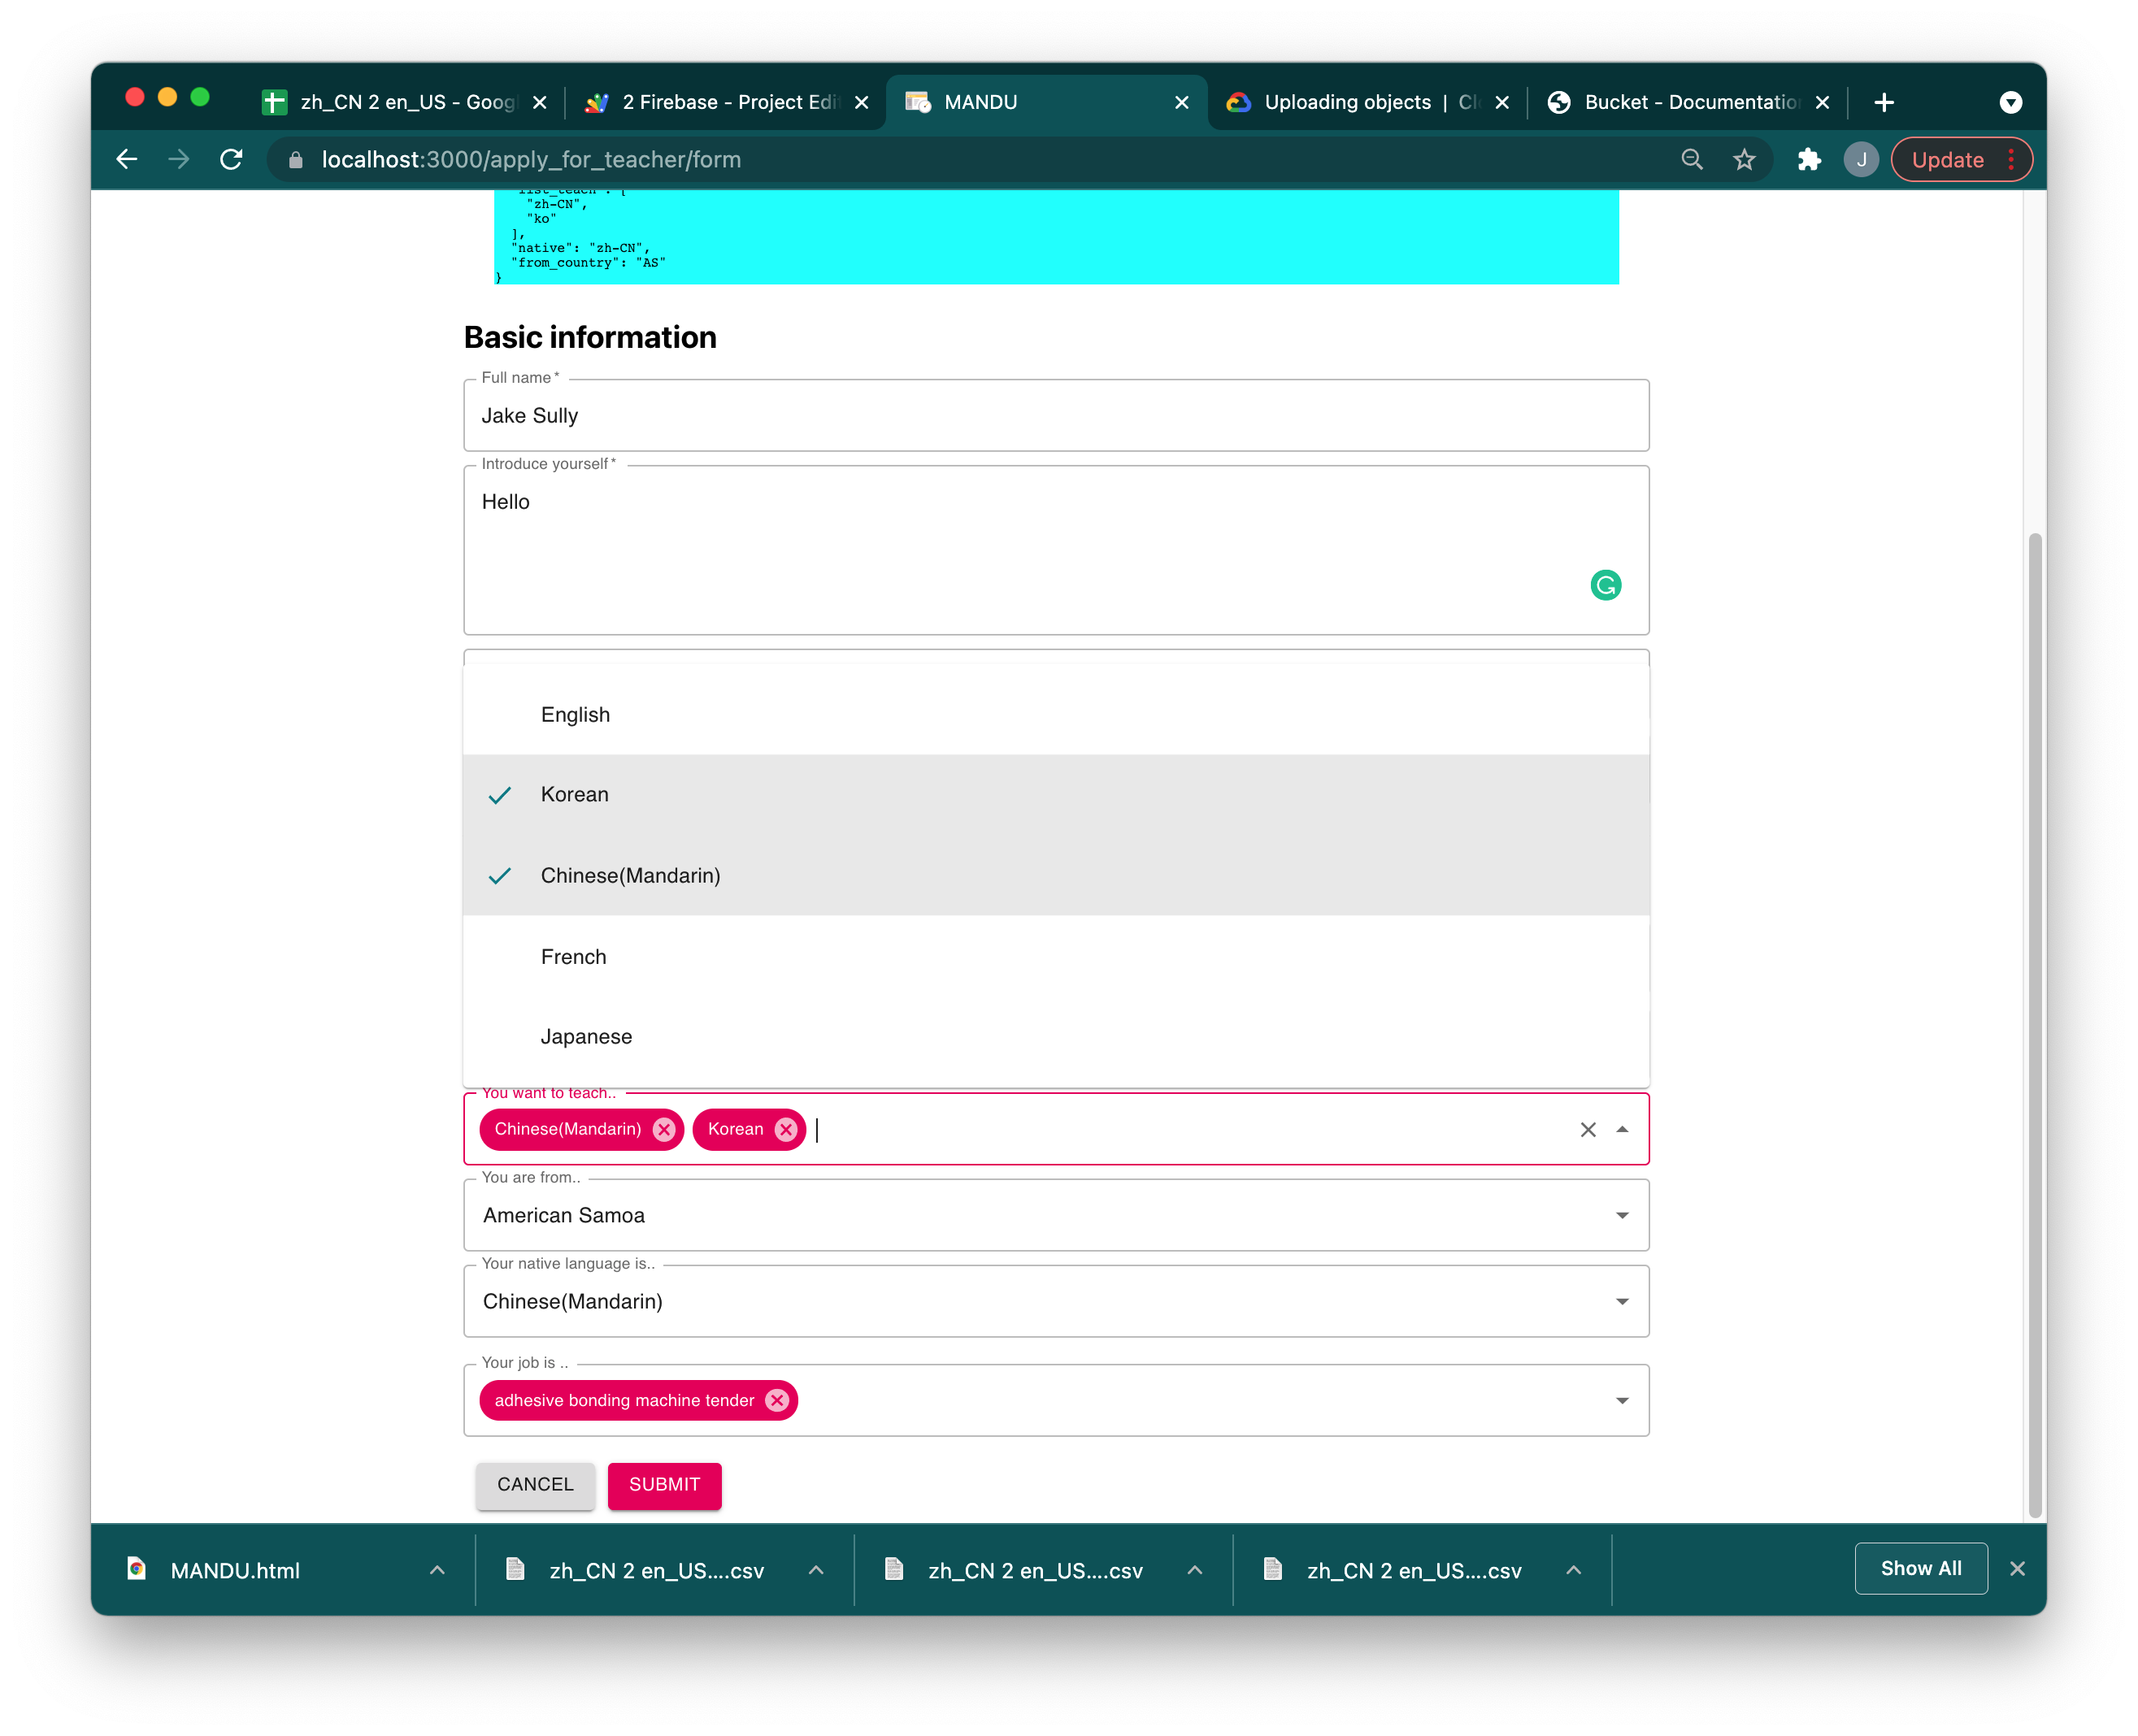 zh_CN 2 en_US - Goog
2 Firebase - Project Edi
MANDU
Uploading objects | Cl
Bucket - Documentation
localhost:3000/apply_for_teacher/form
J
Update
"list_teach": [
"zh-CN",
"ko"
],
"native": "zh-CN",
"from_country": "AS"
}
Basic information
Full name *
Jake Sully
Introduce yourself *
Hello
English
Korean
Chinese(Mandarin)
French
Japanese
You want to teach..
Chinese(Mandarin) Korean
You are from..
American Samoa
Your native language is..
Chinese(Mandarin)
Your job is ..
adhesive bonding machine tender
CANCEL SUBMIT
MANDU.html
zh_CN 2 en_US....csv
zh_CN 2 en_US....csv
zh_CN 2 en_US....csv
Show All